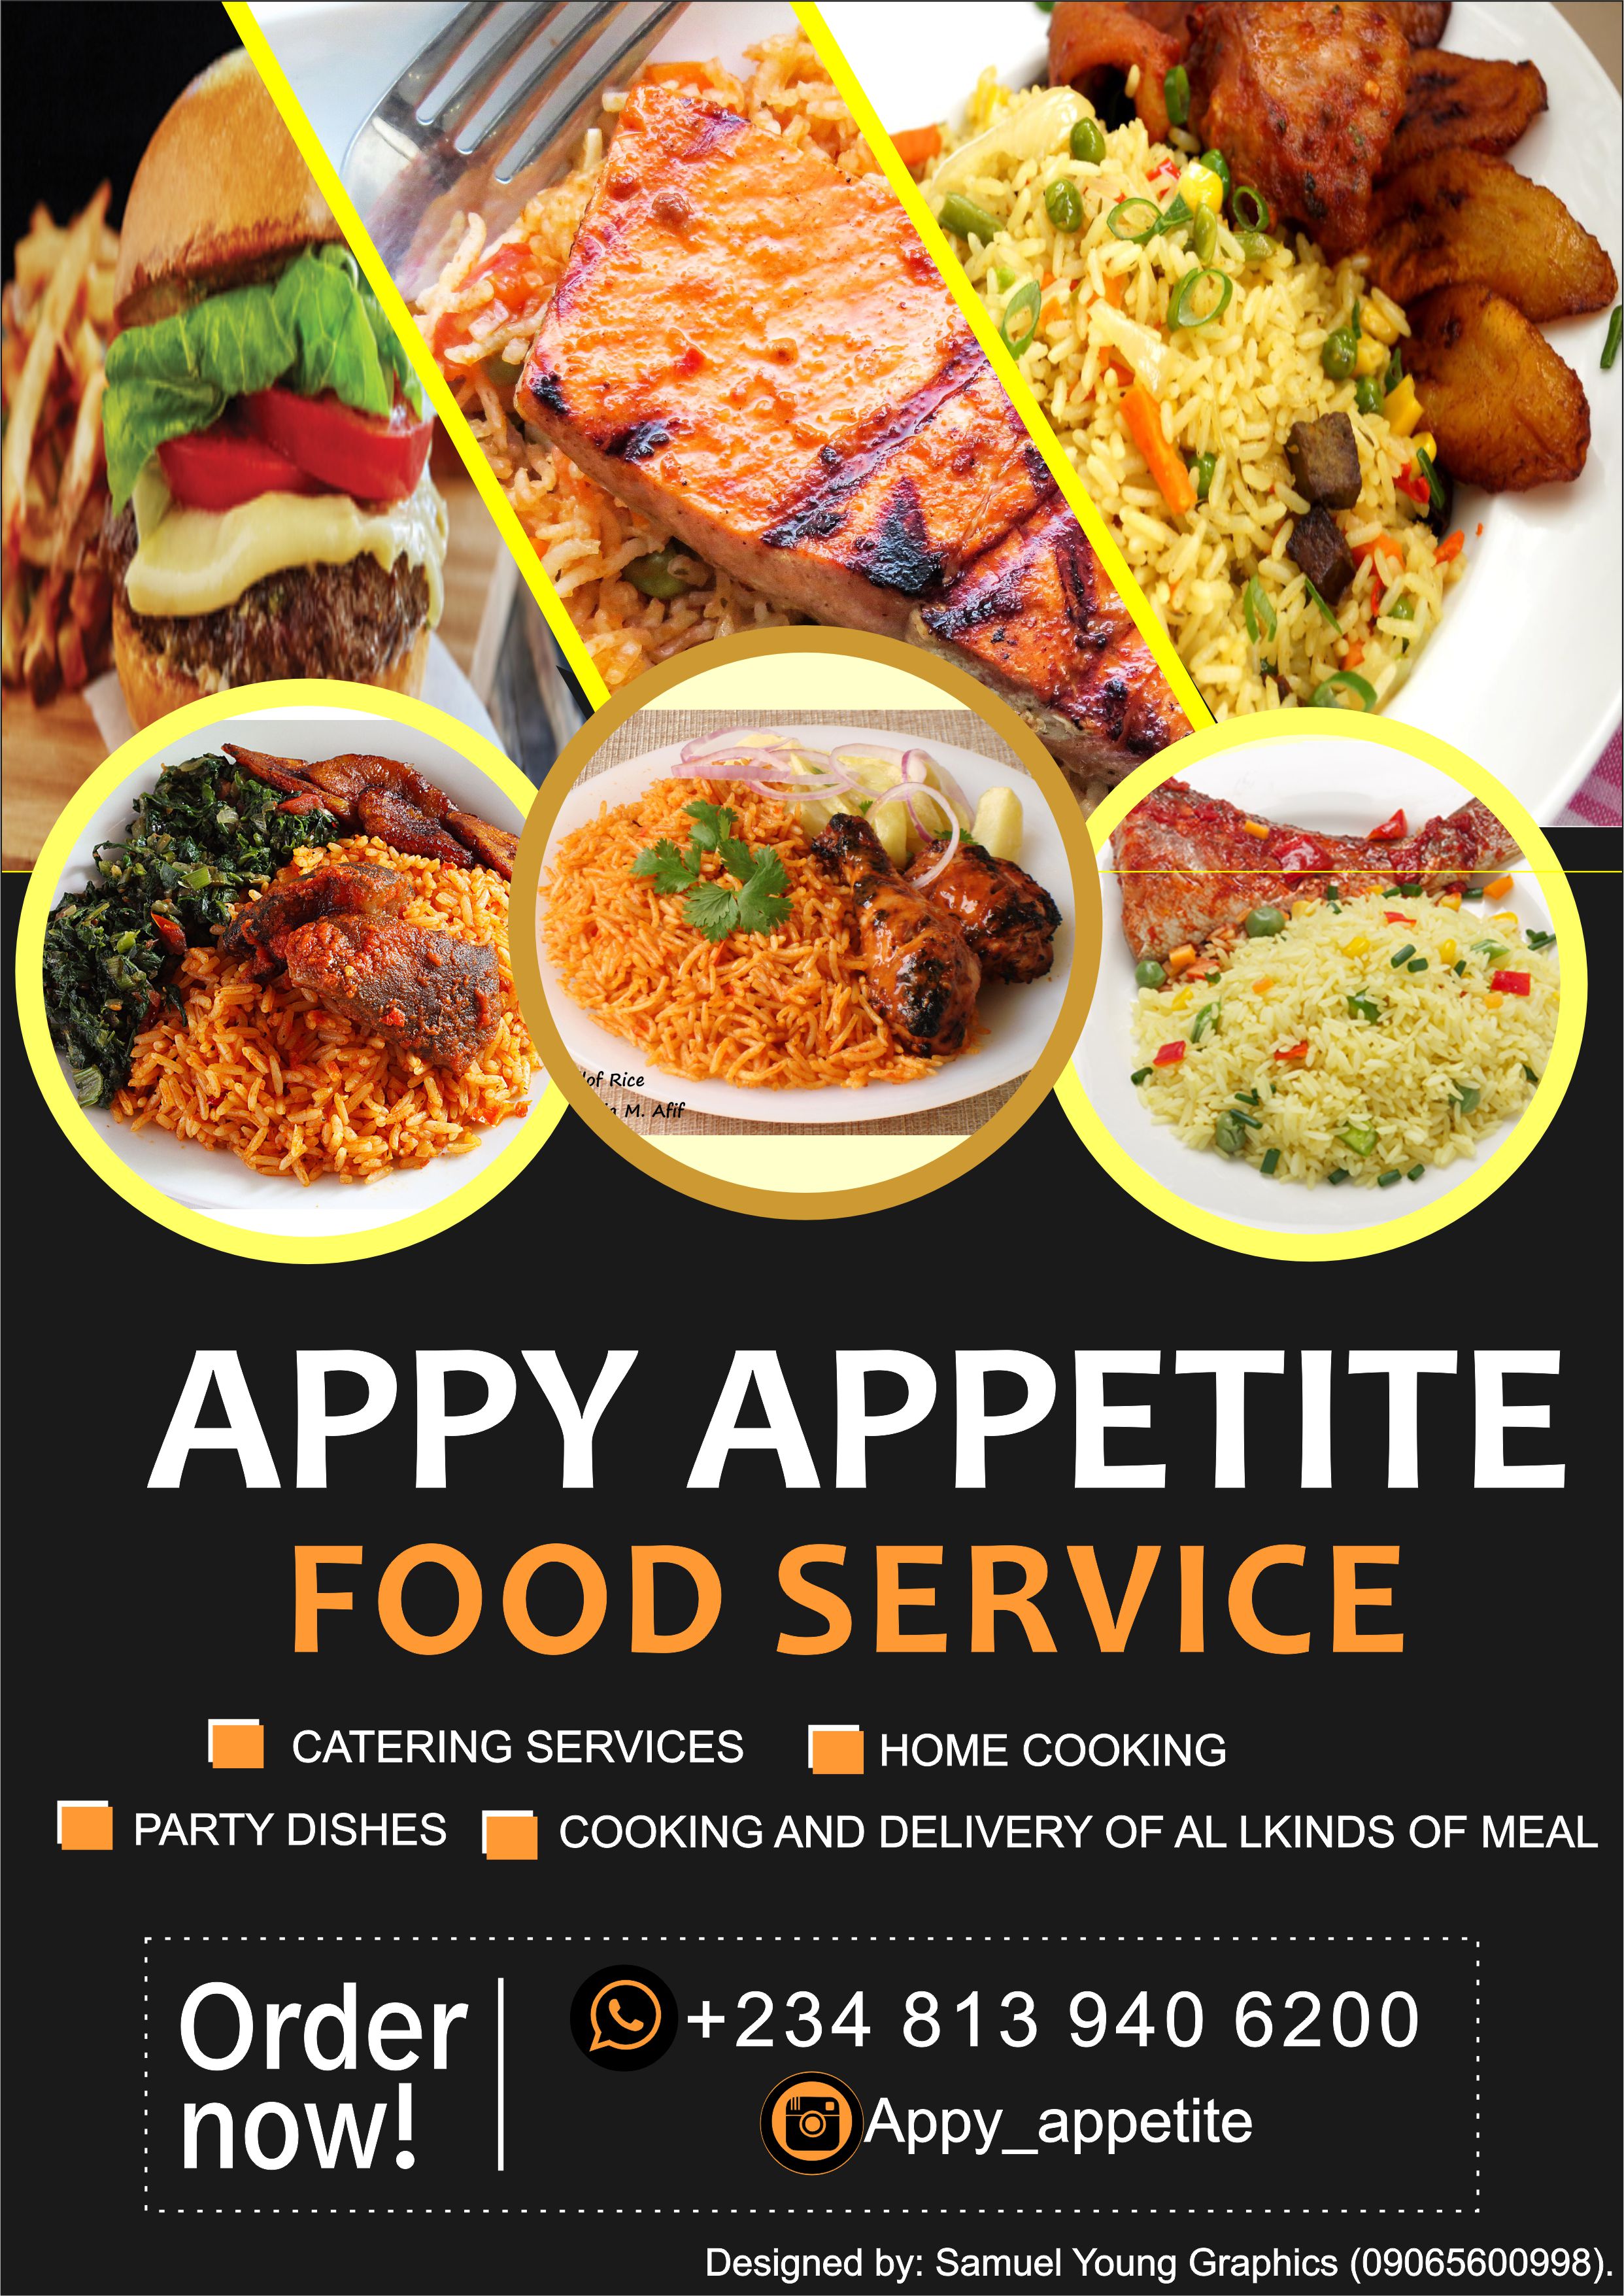 of Rice
M. Afif
APPY APPETITE
FOOD SERVICE
CATERING SERVICES
HOME COOKING
PARTY DISHES
COOKING AND DELIVERY OF AL LKINDS OF MEAL
Order
now!
+234 813 940 6200
Appy_appetite
Designed by: Samuel Young Graphics (09065600998).